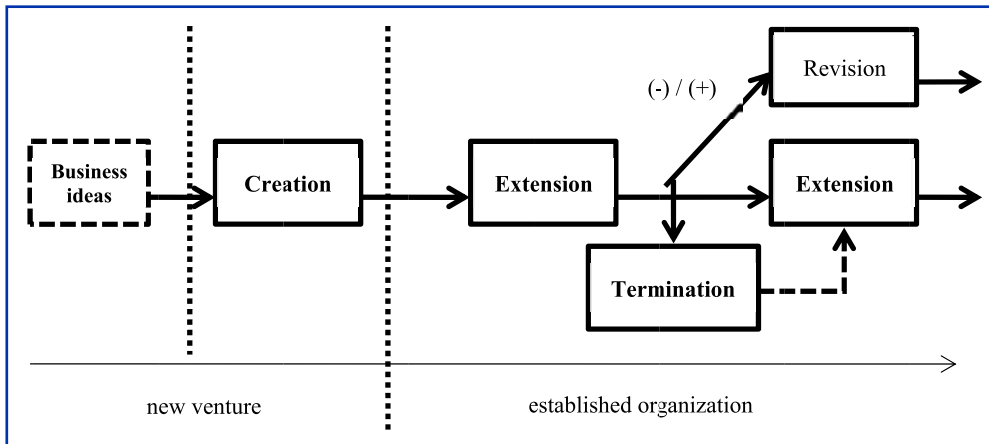 Revision
(-) / (+)
Business
ideas
Creation
Extension
Extension
Termination
new venture
established organization